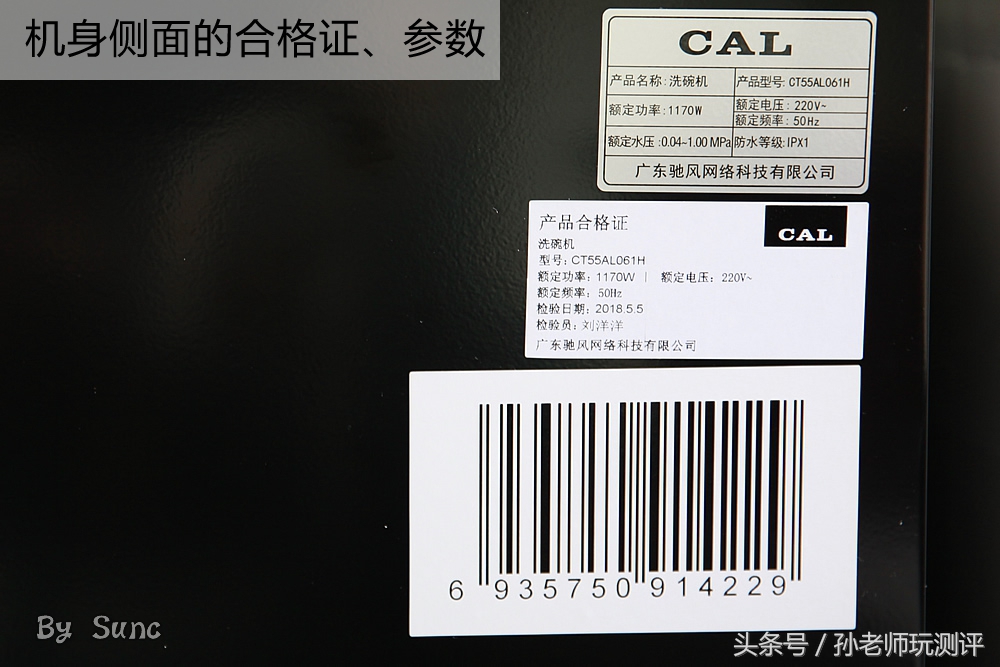 机身侧面的合格证、参数
CAL
产品名称:洗碗机 产品型号: CT55AL061H
额定功率:1170W 额定电压: 220V~
额定频率: 50Hz
额定水压:0.04~1.00 MPa 防水等级:IPX1
广东驰风网络科技有限公司
产品合格证 CAL
洗碗机
型号: CT55AL061H
额定功率: 1170W | 额定电压: 220V~
额定频率: 50Hz
检验日期: 2018.5.5
检验员: 刘洋洋
广东驰风网络科技有限公司
6 935750 914229
By Sunc
头条号 / 孙老师玩测评